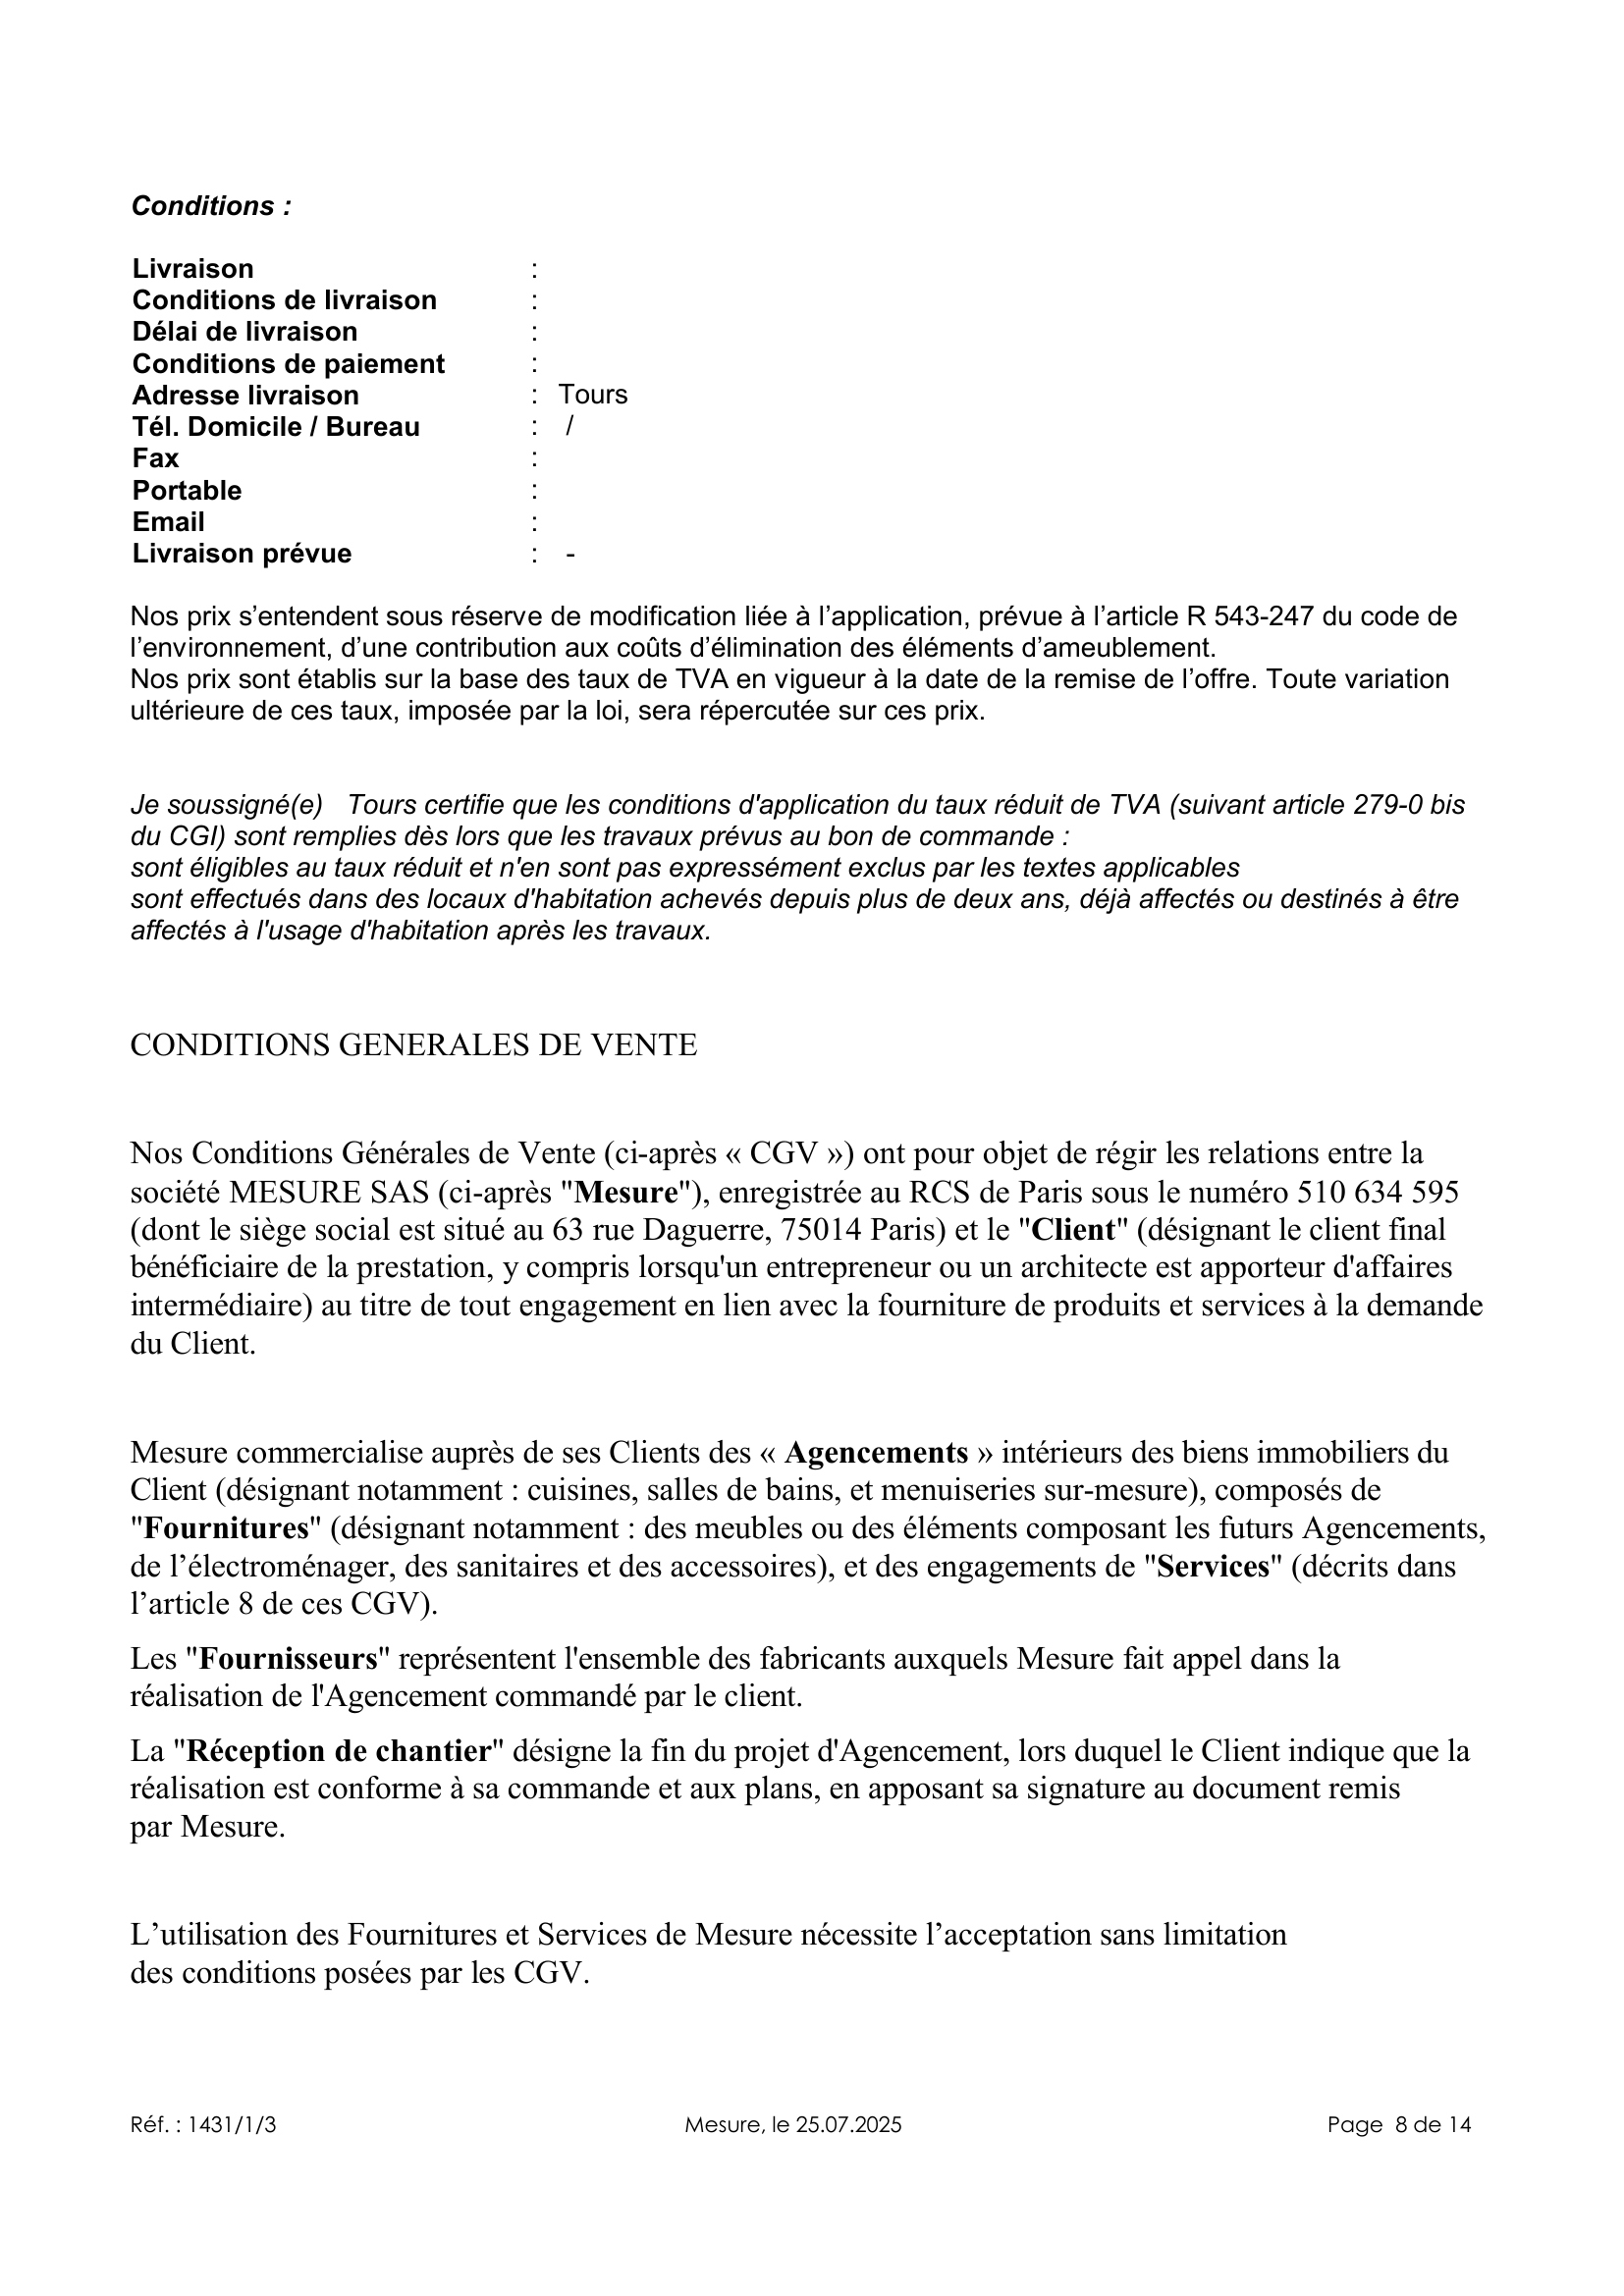 Conditions :
Livraison :
Conditions de livraison :
Délai de livraison :
Conditions de paiement :
Adresse livraison : Tours
Tél. Domicile / Bureau : /
Fax :
Portable :
Email :
Livraison prévue : -
Nos prix s’entendent sous réserve de modification liée à l’application, prévue à l’article R 543-247 du code de
l’environnement, d’une contribution aux coûts d’élimination des éléments d’ameublement.
Nos prix sont établis sur la base des taux de TVA en vigueur à la date de la remise de l’offre. Toute variation
ultérieure de ces taux, imposée par la loi, sera répercutée sur ces prix.
Je soussigné(e) Tours certifie que les conditions d'application du taux réduit de TVA (suivant article 279-0 bis
du CGI) sont remplies dès lors que les travaux prévus au bon de commande :
sont éligibles au taux réduit et n'en sont pas expressément exclus par les textes applicables
sont effectués dans des locaux d'habitation achevés depuis plus de deux ans, déjà affectés ou destinés à être
affectés à l'usage d'habitation après les travaux.
CONDITIONS GENERALES DE VENTE
Nos Conditions Générales de Vente (ci-après « CGV ») ont pour objet de régir les relations entre la
société MESURE SAS (ci-après "Mesure"), enregistrée au RCS de Paris sous le numéro 510 634 595
(dont le siège social est situé au 63 rue Daguerre, 75014 Paris) et le "Client" (désignant le client final
bénéficiaire de la prestation, y compris lorsqu'un entrepreneur ou un architecte est apporteur d'affaires
intermédiaire) au titre de tout engagement en lien avec la fourniture de produits et services à la demande
du Client.
Mesure commercialise auprès de ses Clients des « Agencements » intérieurs des biens immobiliers du
Client (désignant notamment : cuisines, salles de bains, et menuiseries sur-mesure), composés de
"Fournitures" (désignant notamment : des meubles ou des éléments composant les futurs Agencements,
de l’électroménager, des sanitaires et des accessoires), et des engagements de "Services" (décrits dans
l’article 8 de ces CGV).
Les "Fournisseurs" représentent l'ensemble des fabricants auxquels Mesure fait appel dans la
réalisation de l'Agencement commandé par le client.
La "Réception de chantier" désigne la fin du projet d'Agencement, lors duquel le Client indique que la
réalisation est conforme à sa commande et aux plans, en apposant sa signature au document remis
par Mesure.
L’utilisation des Fournitures et Services de Mesure nécessite l’acceptation sans limitation
des conditions posées par les CGV.
Réf. : 1431/1/3 Mesure, le 25.07.2025 Page 8 de 14